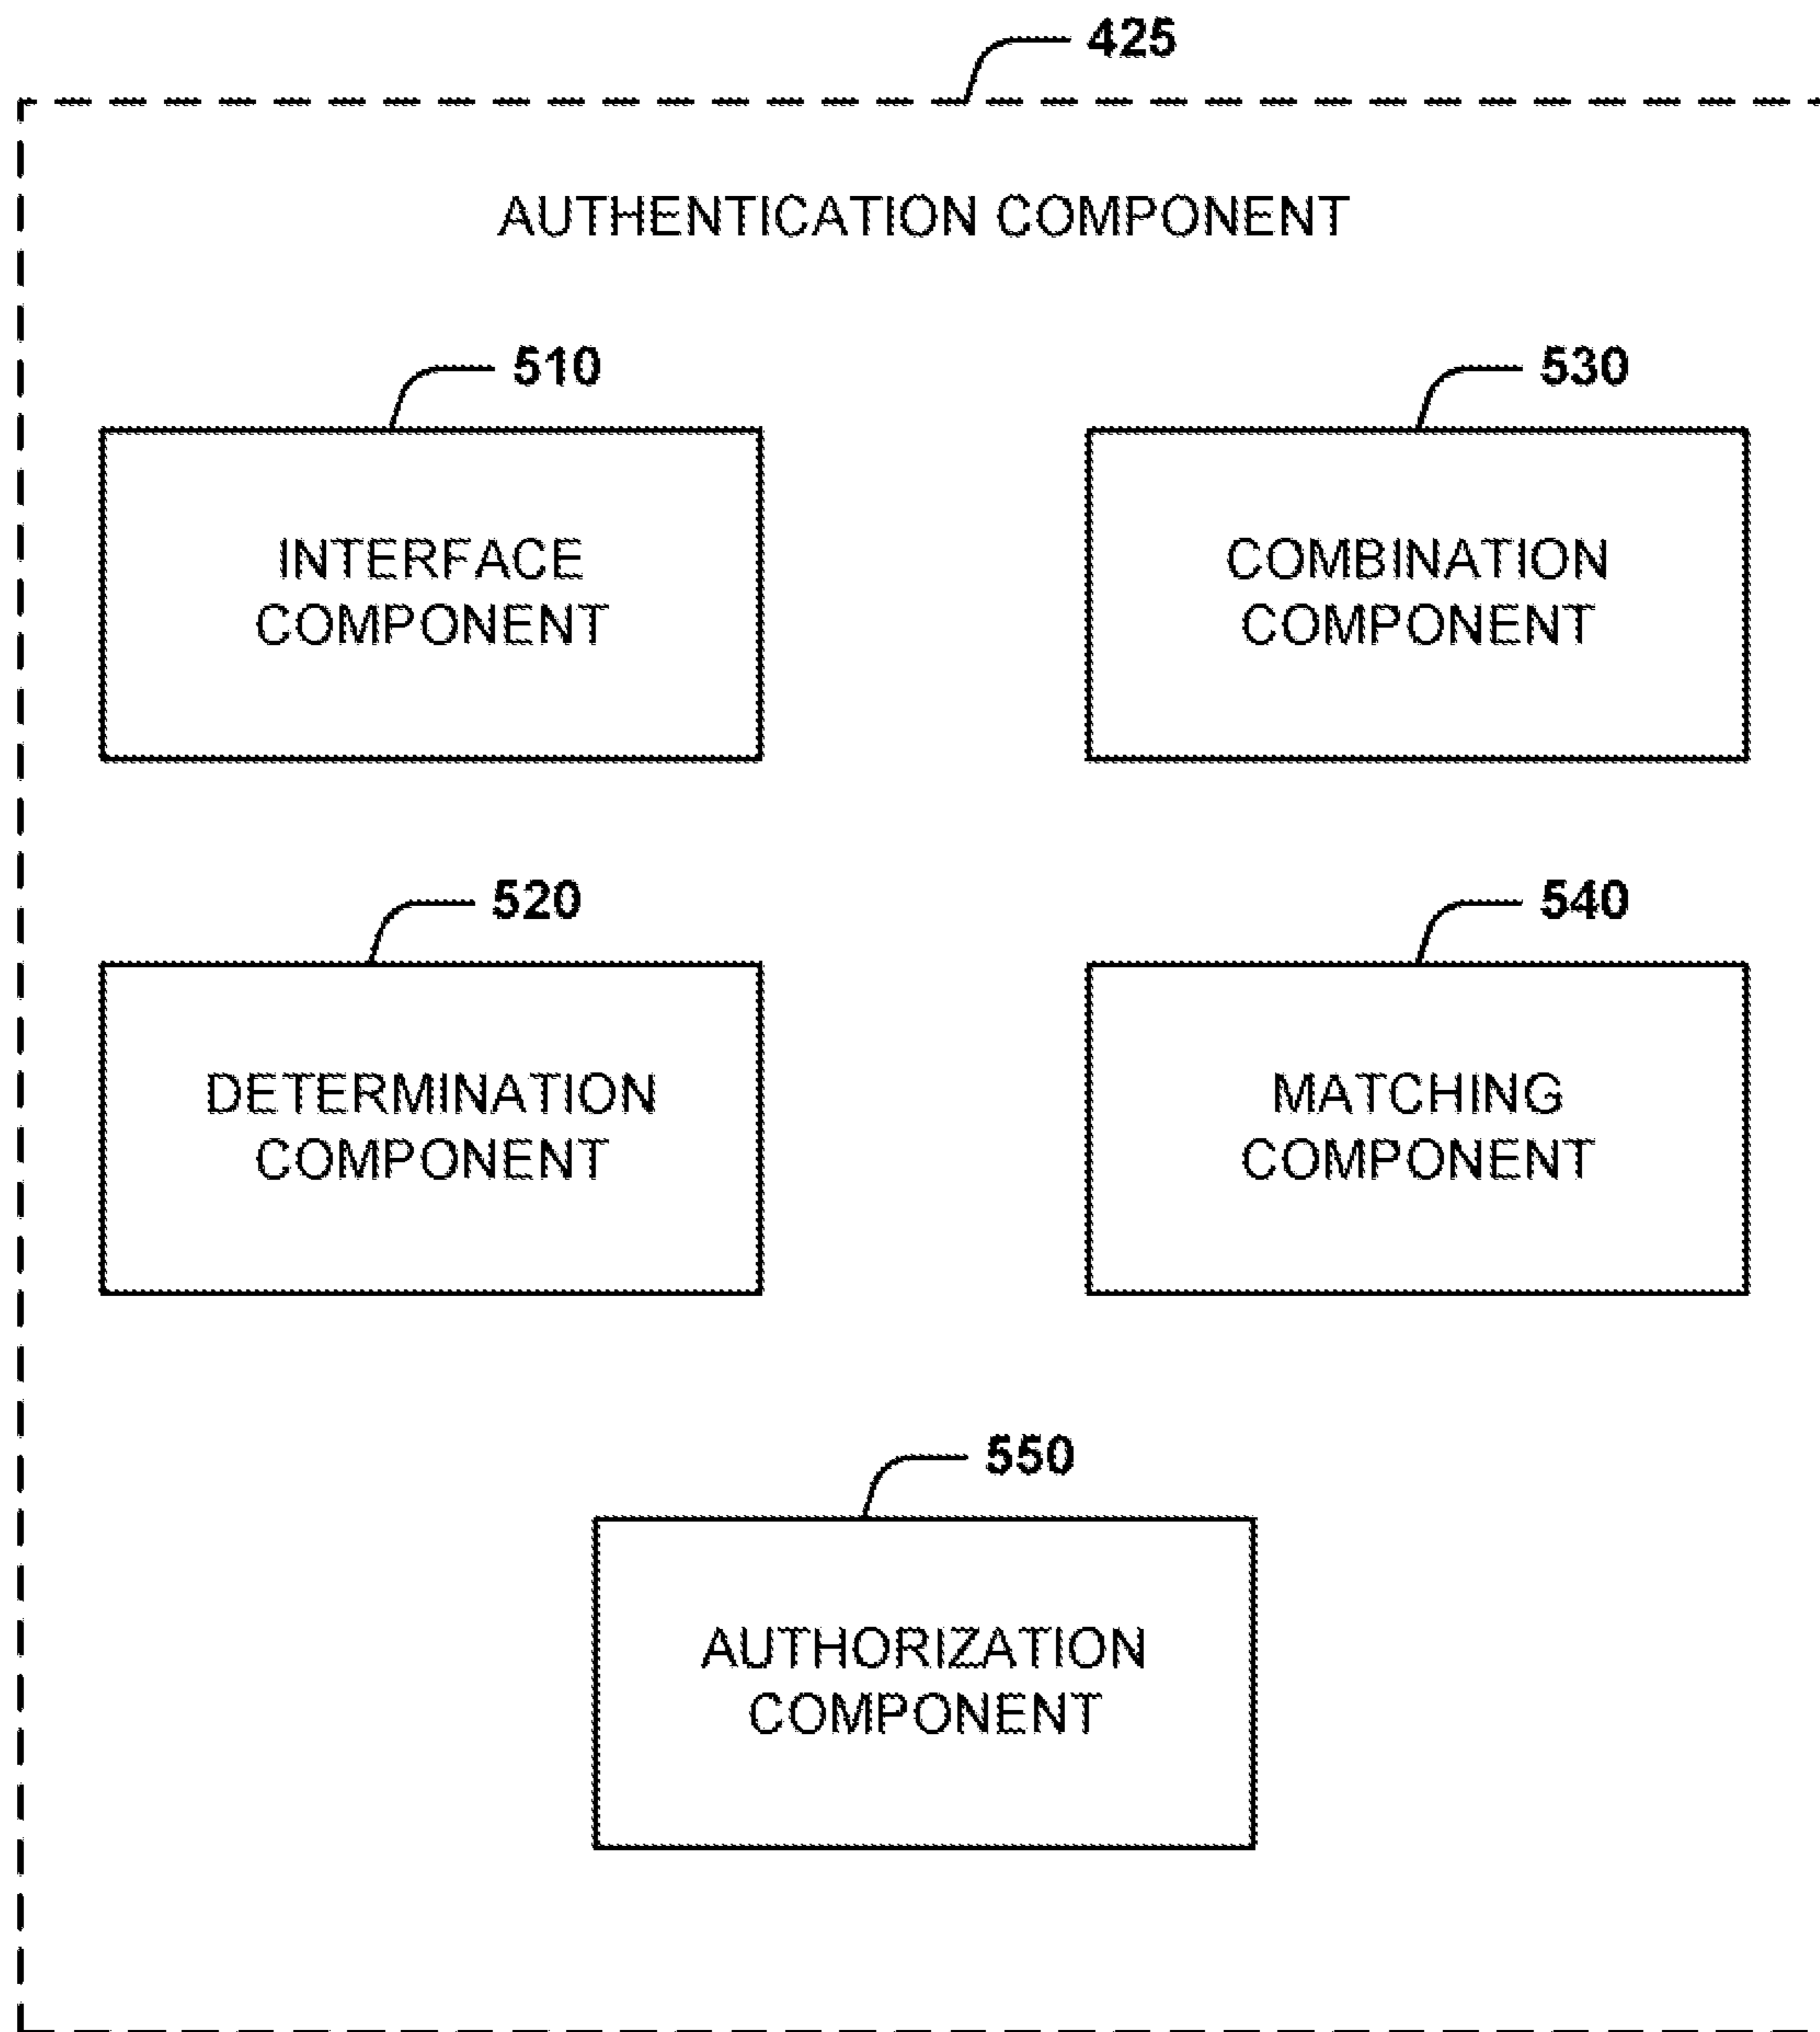 425
AUTHENTICATION COMPONENT
510
INTERFACE
COMPONENT
530
COMBINATION
COMPONENT
520
DETERMINATION
COMPONENT
540
MATCHING
COMPONENT
550
AUTHORIZATION
COMPONENT